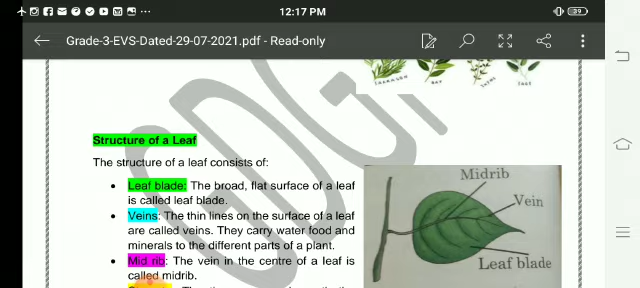 12:17 PM
39
Grade-3-EVS-Dated-29-07-2021.pdf - Read-only
Structure of a Leaf
The structure of a leaf consists of:
Leaf blade: The broad, flat surface of a leaf
is called leaf blade.
Veins: The thin lines on the surface of a leaf
are called veins. They carry water food and
minerals to the different parts of a plant.
Mid rib: The vein in the centre of a leaf is
called midrib.
Midrib
Vein
Leaf blade